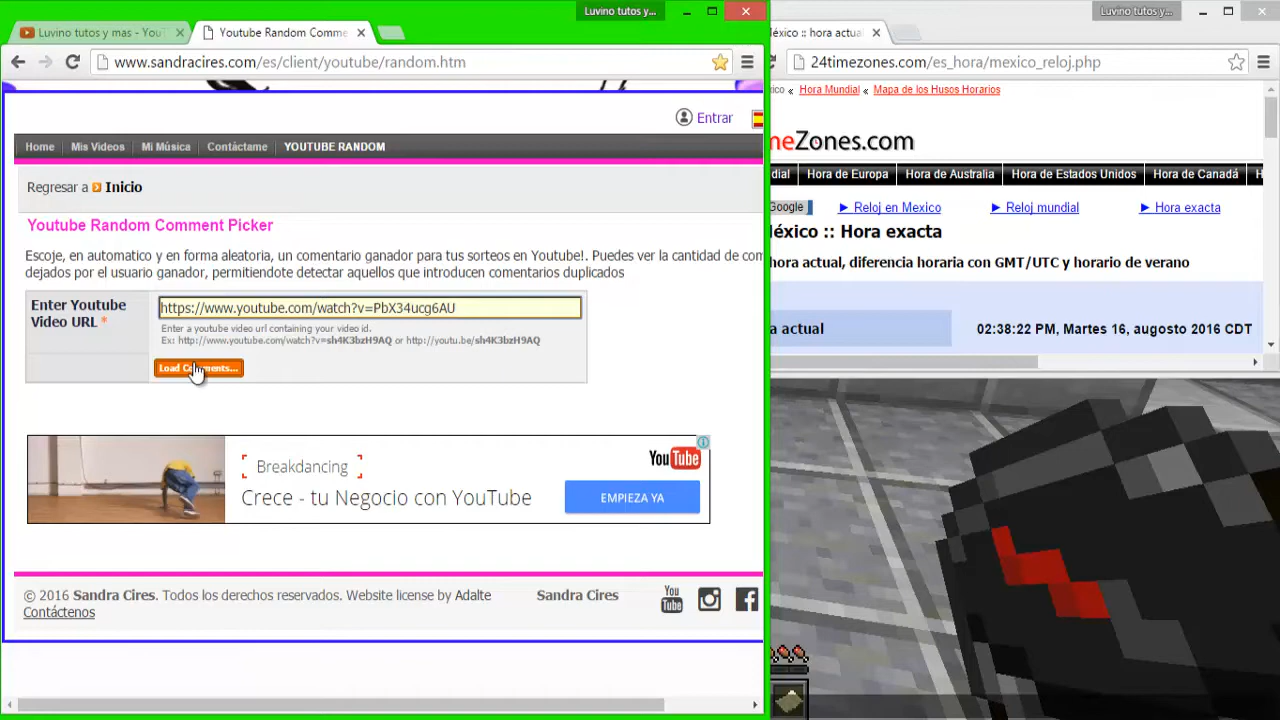 Luvino tutos y...
Luvino tutos y mas - You
Youtube Random Comme
www.sandracires.com/es/client/youtube/random.htm
Entrar
Home
Mis Videos
Mi Música
Contáctame
YOUTUBE RANDOM
Regresar a Inicio
Youtube Random Comment Picker
Escoje, en automatico y en forma aleatoria, un comentario ganador para tus sorteos en Youtube!. Puedes ver la cantidad de com
dejados por el usuario ganador, permitiendote detectar aquellos que introducen comentarios duplicados
Enter Youtube
Video URL *
https://www.youtube.com/watch?v=PbX34ucg6AU
Enter a youtube video url containing your video id.
Ex: http://www.youtube.com/watch?v=sh4K3bzH9AQ or http://youtu.be/sh4K3bzH9AQ
Load Comments...
Breakdancing
Crece - tu Negocio con YouTube
YouTube
EMPIEZA YA
© 2016 Sandra Cires. Todos los derechos reservados. Website license by Adalte
Contáctenos
Sandra Cires
You
Tube
Luvino tutos y...
éxico :: hora actual
24timezones.com/es_hora/mexico_reloj.php
ico « Hora Mundial « Mapa de los Husos Horarios
meZones.com
dial
Hora de Europa
Hora de Australia
Hora de Estados Unidos
Hora de Canadá
H
Google
► Reloj en Mexico
► Reloj mundial
► Hora exacta
éxico :: Hora exacta
hora actual, diferencia horaria con GMT/UTC y horario de verano
a actual
02:38:22 PM, Martes 16, augosto 2016 CDT